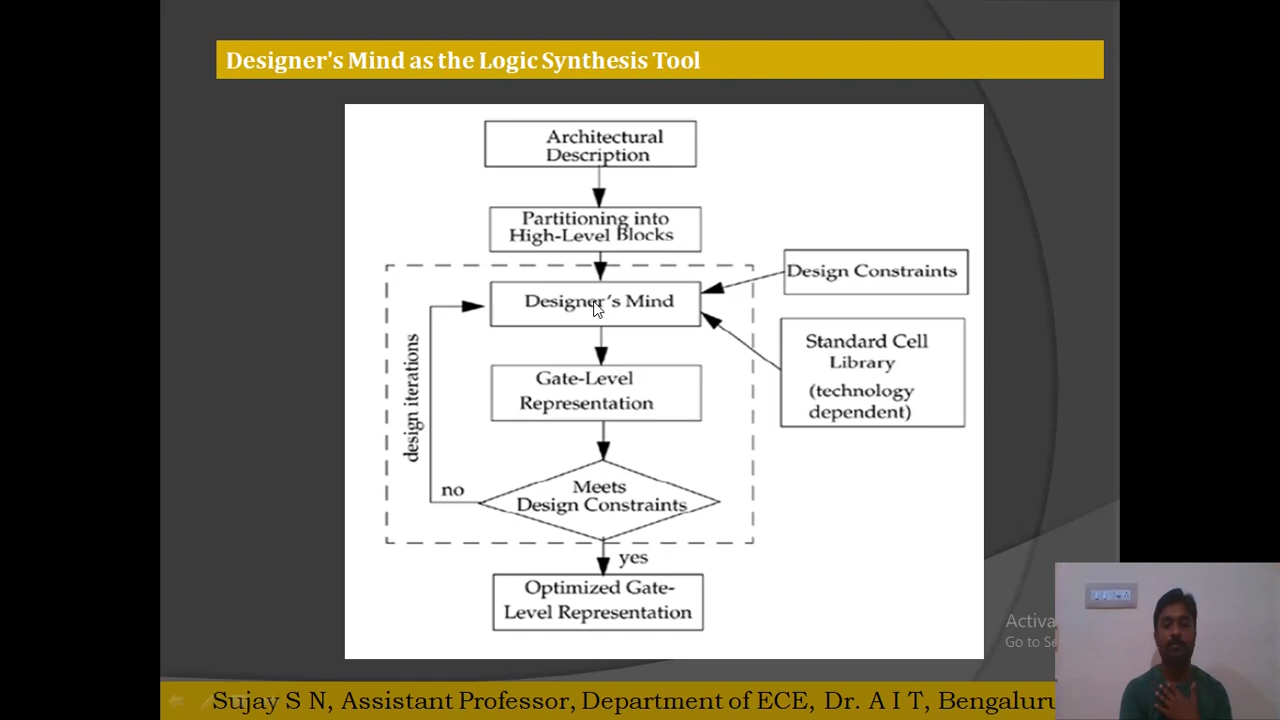 Designer's Mind as the Logic Synthesis Tool
Architectural
Description
Partitioning into
High-Level Blocks
Design Constraints
Designer's Mind
Standard Cell
Library
(technology
dependent)
design iterations
Gate-Level
Representation
Meets
Design Constraints
no
yes
Optimized Gate-
Level Representation
Go to
Sujay S N, Assistant Professor, Department of ECE, Dr. A I T, Bengaluru